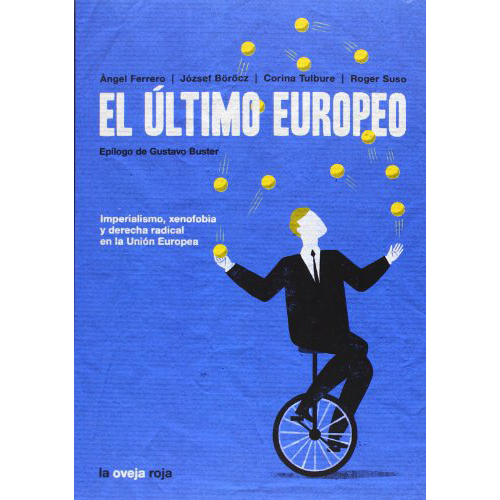 Àngel Ferrero | József Böröcz | Corina Tulbure | Roger Suso
EL ÚLTIMO EUROPEO
Epílogo de Gustavo Buster
Imperialismo, xenofobia
y derecha radical
en la Unión Europea
la oveja roja